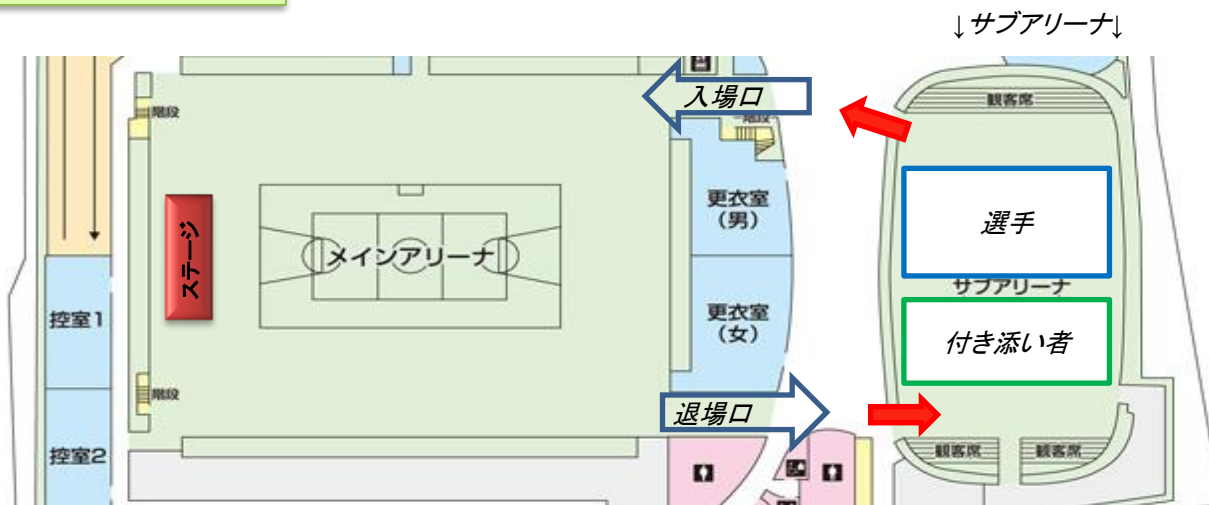 ↓サブアリーナ↓
入場口
観客席
階段
階段
更衣室
(男)
選手
ステージ
メインアリーナ
サブアリーナ
控室1
更衣室
(女)
付き添い者
階段
退場口
控室2
観客席
観客席